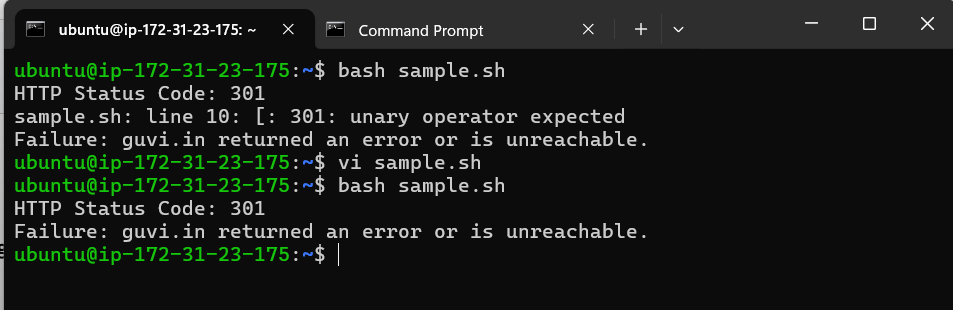 ubuntu@ip-172-31-23-175: ~
Command Prompt
ubuntu@ip-172-31-23-175:~$ bash sample.sh
HTTP Status Code: 301
sample.sh: line 10: [: 301: unary operator expected
Failure: guvi.in returned an error or is unreachable.
ubuntu@ip-172-31-23-175:~$ vi sample.sh
ubuntu@ip-172-31-23-175:~$ bash sample.sh
HTTP Status Code: 301
Failure: guvi.in returned an error or is unreachable.
ubuntu@ip-172-31-23-175:~$